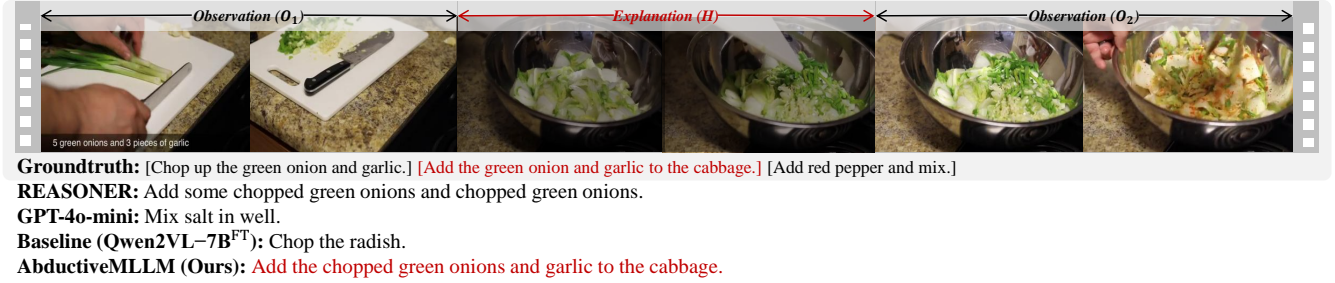 Observation (O₁) Explanation (H) Observation (O₂)
5 green onions and 3 pieces of garlic
Groundtruth: [Chop up the green onion and garlic.] [Add the green onion and garlic to the cabbage.] [Add red pepper and mix.]
REASONER: Add some chopped green onions and chopped green onions.
GPT-4o-mini: Mix salt in well.
Baseline (Qwen2VL−7B^FT): Chop the radish.
AbductiveMLLM (Ours): Add the chopped green onions and garlic to the cabbage.